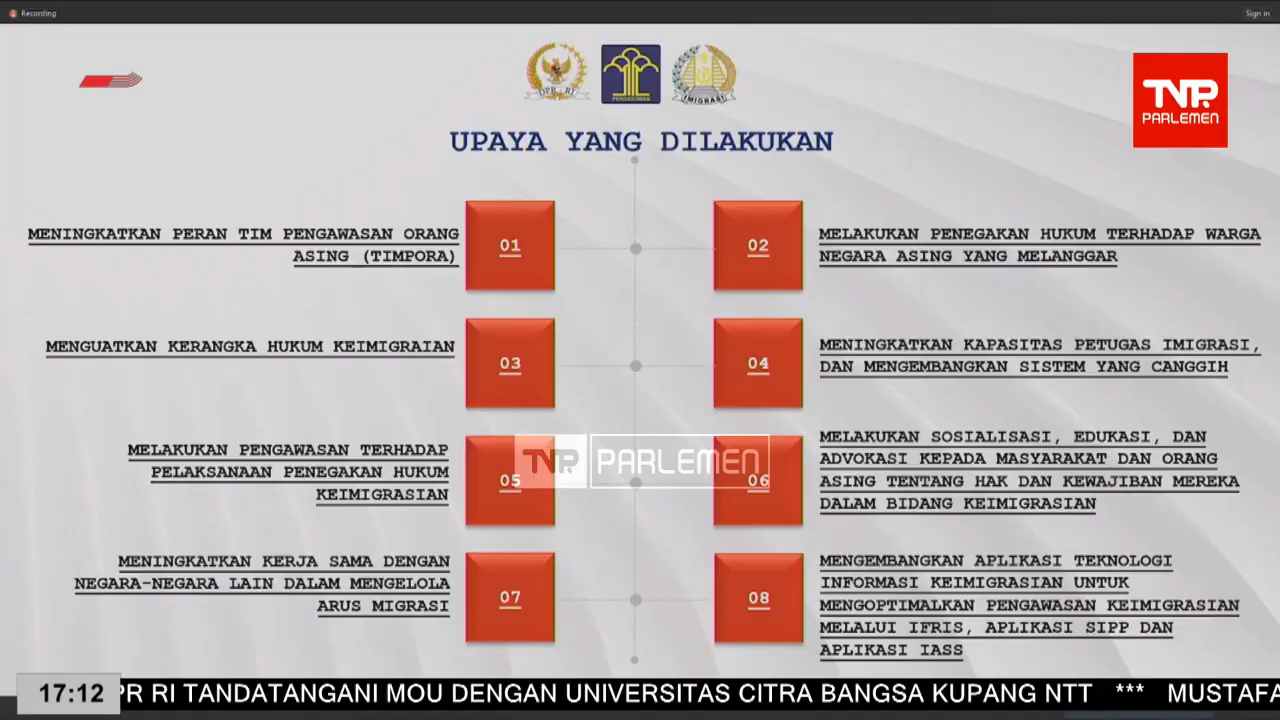 Recording
Sign in
DPR - RI
PENGAYOMAN
IMIGRASI
TVP
PARLEMEN
UPAYA YANG DILAKUKAN
MENINGKATKAN PERAN TIM PENGAWASAN ORANG
ASING (TIMPORA)
01
02
MELAKUKAN PENEGAKAN HUKUM TERHADAP WARGA
NEGARA ASING YANG MELANGGAR
MENGUATKAN KERANGKA HUKUM KEIMIGRAIAN
03
04
MENINGKATKAN KAPASITAS PETUGAS IMIGRASI,
DAN MENGEMBANGKAN SISTEM YANG CANGGIH
MELAKUKAN PENGAWASAN TERHADAP
PELAKSANAAN PENEGAKAN HUKUM
KEIMIGRASIAN
05
TVP PARLEMEN
06
MELAKUKAN SOSIALISASI, EDUKASI, DAN
ADVOKASI KEPADA MASYARAKAT DAN ORANG
ASING TENTANG HAK DAN KEWAJIBAN MEREKA
DALAM BIDANG KEIMIGRASIAN
MENINGKATKAN KERJA SAMA DENGAN
NEGARA-NEGARA LAIN DALAM MENGELOLA
ARUS MIGRASI
07
08
MENGEMBANGKAN APLIKASI TEKNOLOGI
INFORMASI KEIMIGRASIAN UNTUK
MENGOPTIMALKAN PENGAWASAN KEIMIGRASIAN
MELALUI IFRIS, APLIKASI SIPP DAN
APLIKASI IASS
17:12
PR RI TANDATANGANI MOU DENGAN UNIVERSITAS CITRA BANGSA KUPANG NTT *** MUSTAFA